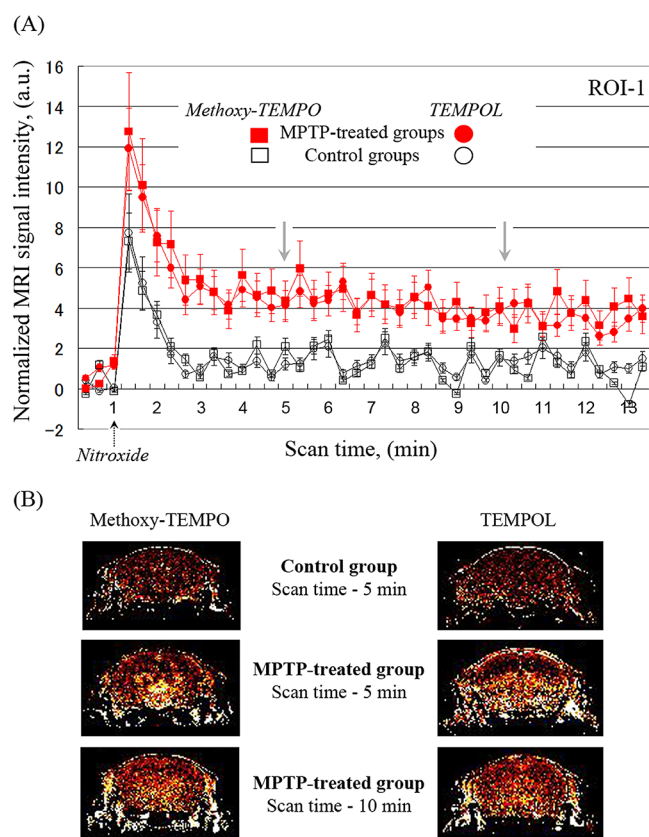 (A)
Normalized MRI signal intensity, (a.u.)
16
14
12
10
8
6
4
2
0
-2
ROI-1
Methoxy-TEMPO TEMPOL
MPTP-treated groups
Control groups
1 2 3 4 5 6 7 8 9 10 11 12 13
Nitroxide
Scan time, (min)
(B)
Methoxy-TEMPO TEMPOL
Control group
Scan time - 5 min
MPTP-treated group
Scan time - 5 min
MPTP-treated group
Scan time - 10 min